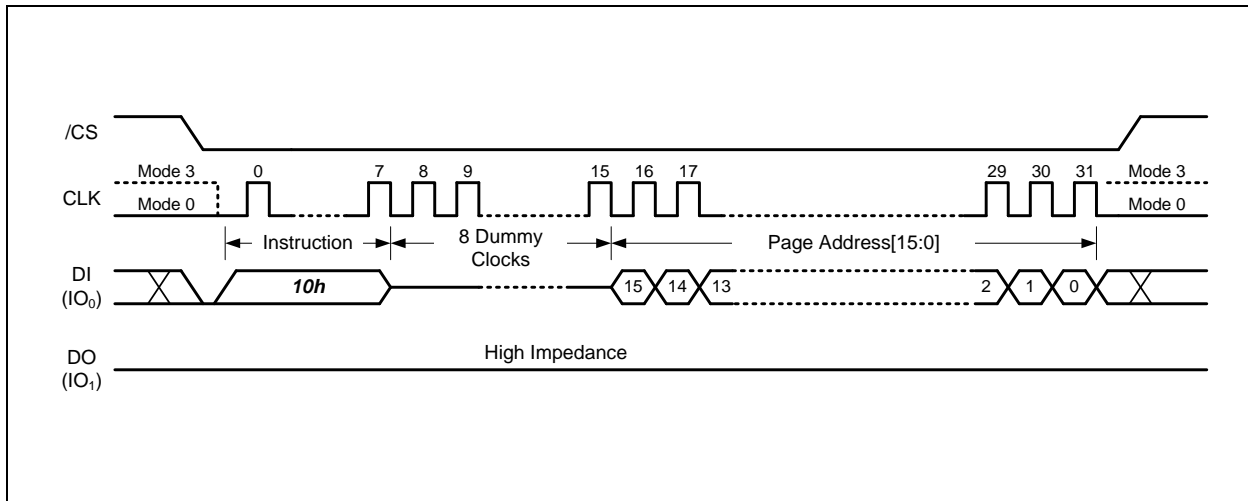 /CS
Mode 3 0 7 8 9 15 16 17 29 30 31 Mode 3
CLK
Mode 0 Mode 0
Instruction 8 Dummy Clocks Page Address[15:0]
DI
(IO₀)
10h 15 14 13 2 1 0
High Impedance
DO
(IO₁)